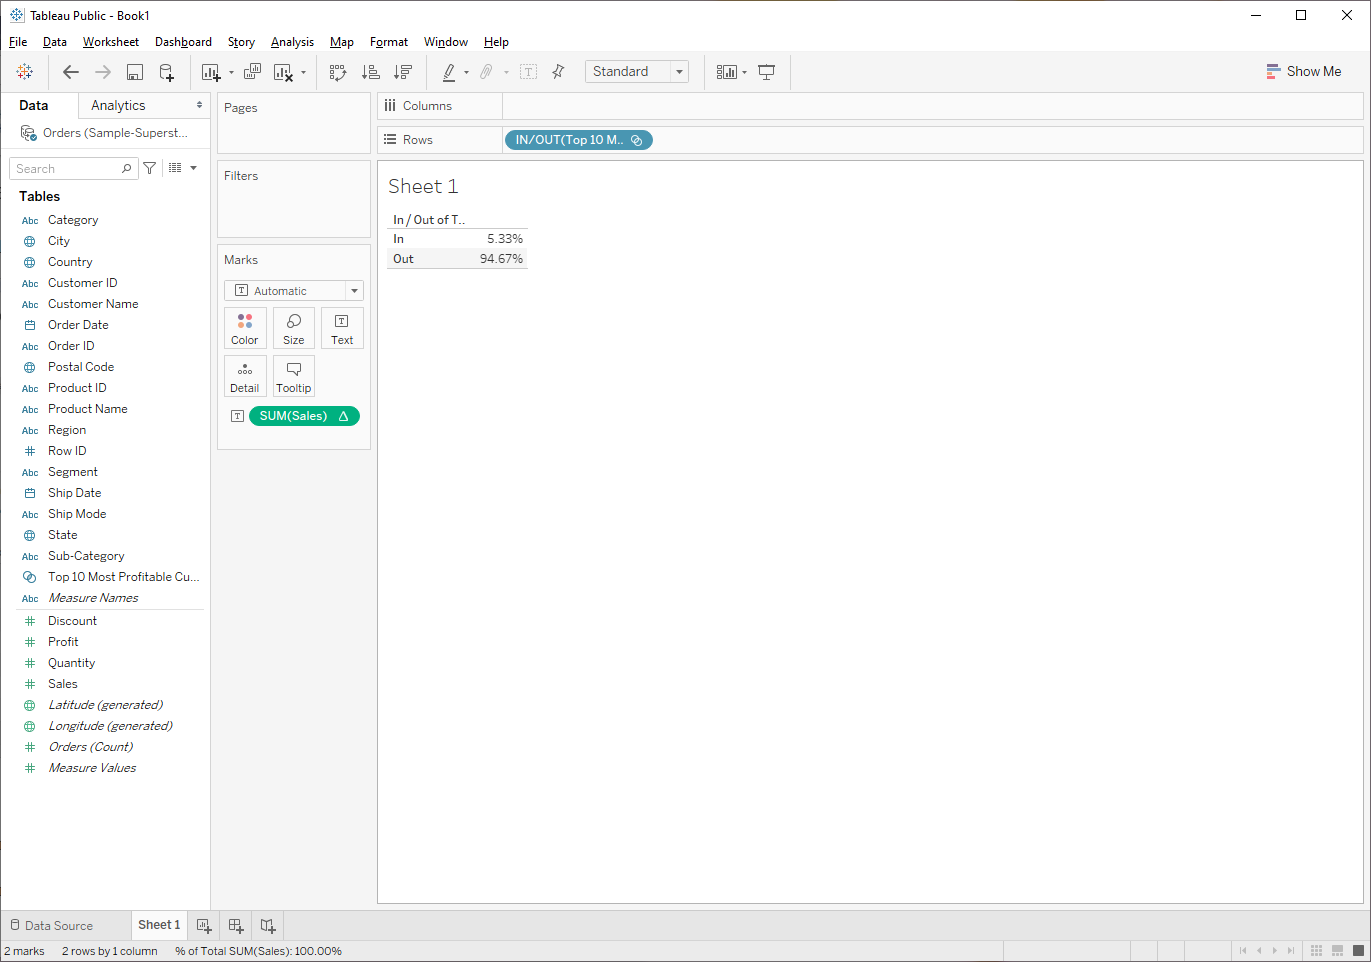 Tableau Public - Book1
File Data Worksheet Dashboard Story Analysis Map Format Window Help
Standard
Show Me
Data Analytics
Orders (Sample-Superst...
Search
Tables
Abc Category
City
Country
Abc Customer ID
Abc Customer Name
Order Date
Abc Order ID
Postal Code
Abc Product ID
Abc Product Name
Abc Region
# Row ID
Abc Segment
Ship Date
Abc Ship Mode
State
Abc Sub-Category
Top 10 Most Profitable Cu...
Abc Measure Names
# Discount
# Profit
# Quantity
# Sales
Latitude (generated)
Longitude (generated)
# Orders (Count)
# Measure Values
Pages
Filters
Marks
T Automatic
Color Size Text
Detail Tooltip
T SUM(Sales) Δ
Columns
Rows IN/OUT(Top 10 M..
Sheet 1
In / Out of T..
In 5.33%
Out 94.67%
Data Source Sheet 1
2 marks 2 rows by 1 column % of Total SUM(Sales): 100.00%